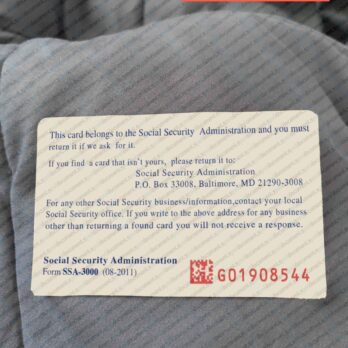 This card belongs to the Social Security Administration and you must
return it if we ask for it.
If you find a card that isn't yours, please return it to:
Social Security Administration
P.O. Box 33008, Baltimore, MD 21290-3008
For any other Social Security business/information,contact your local
Social Security office. If you write to the above address for any business
other than returning a found card you will not receive a response.
Social Security Administration
Form SSA-3000 (08-2011)
G01908544